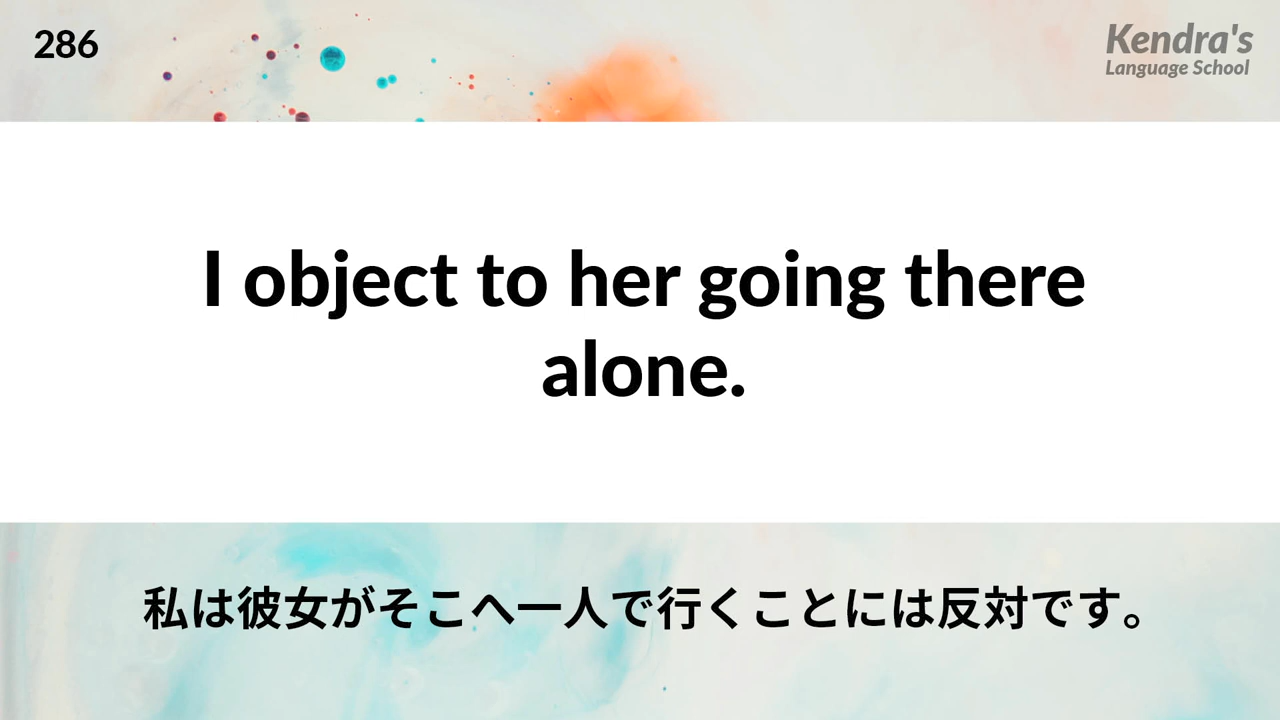 286
Kendra's
Language School
I object to her going there
alone.
私は彼女がそこへ一人で行くことには反対です。